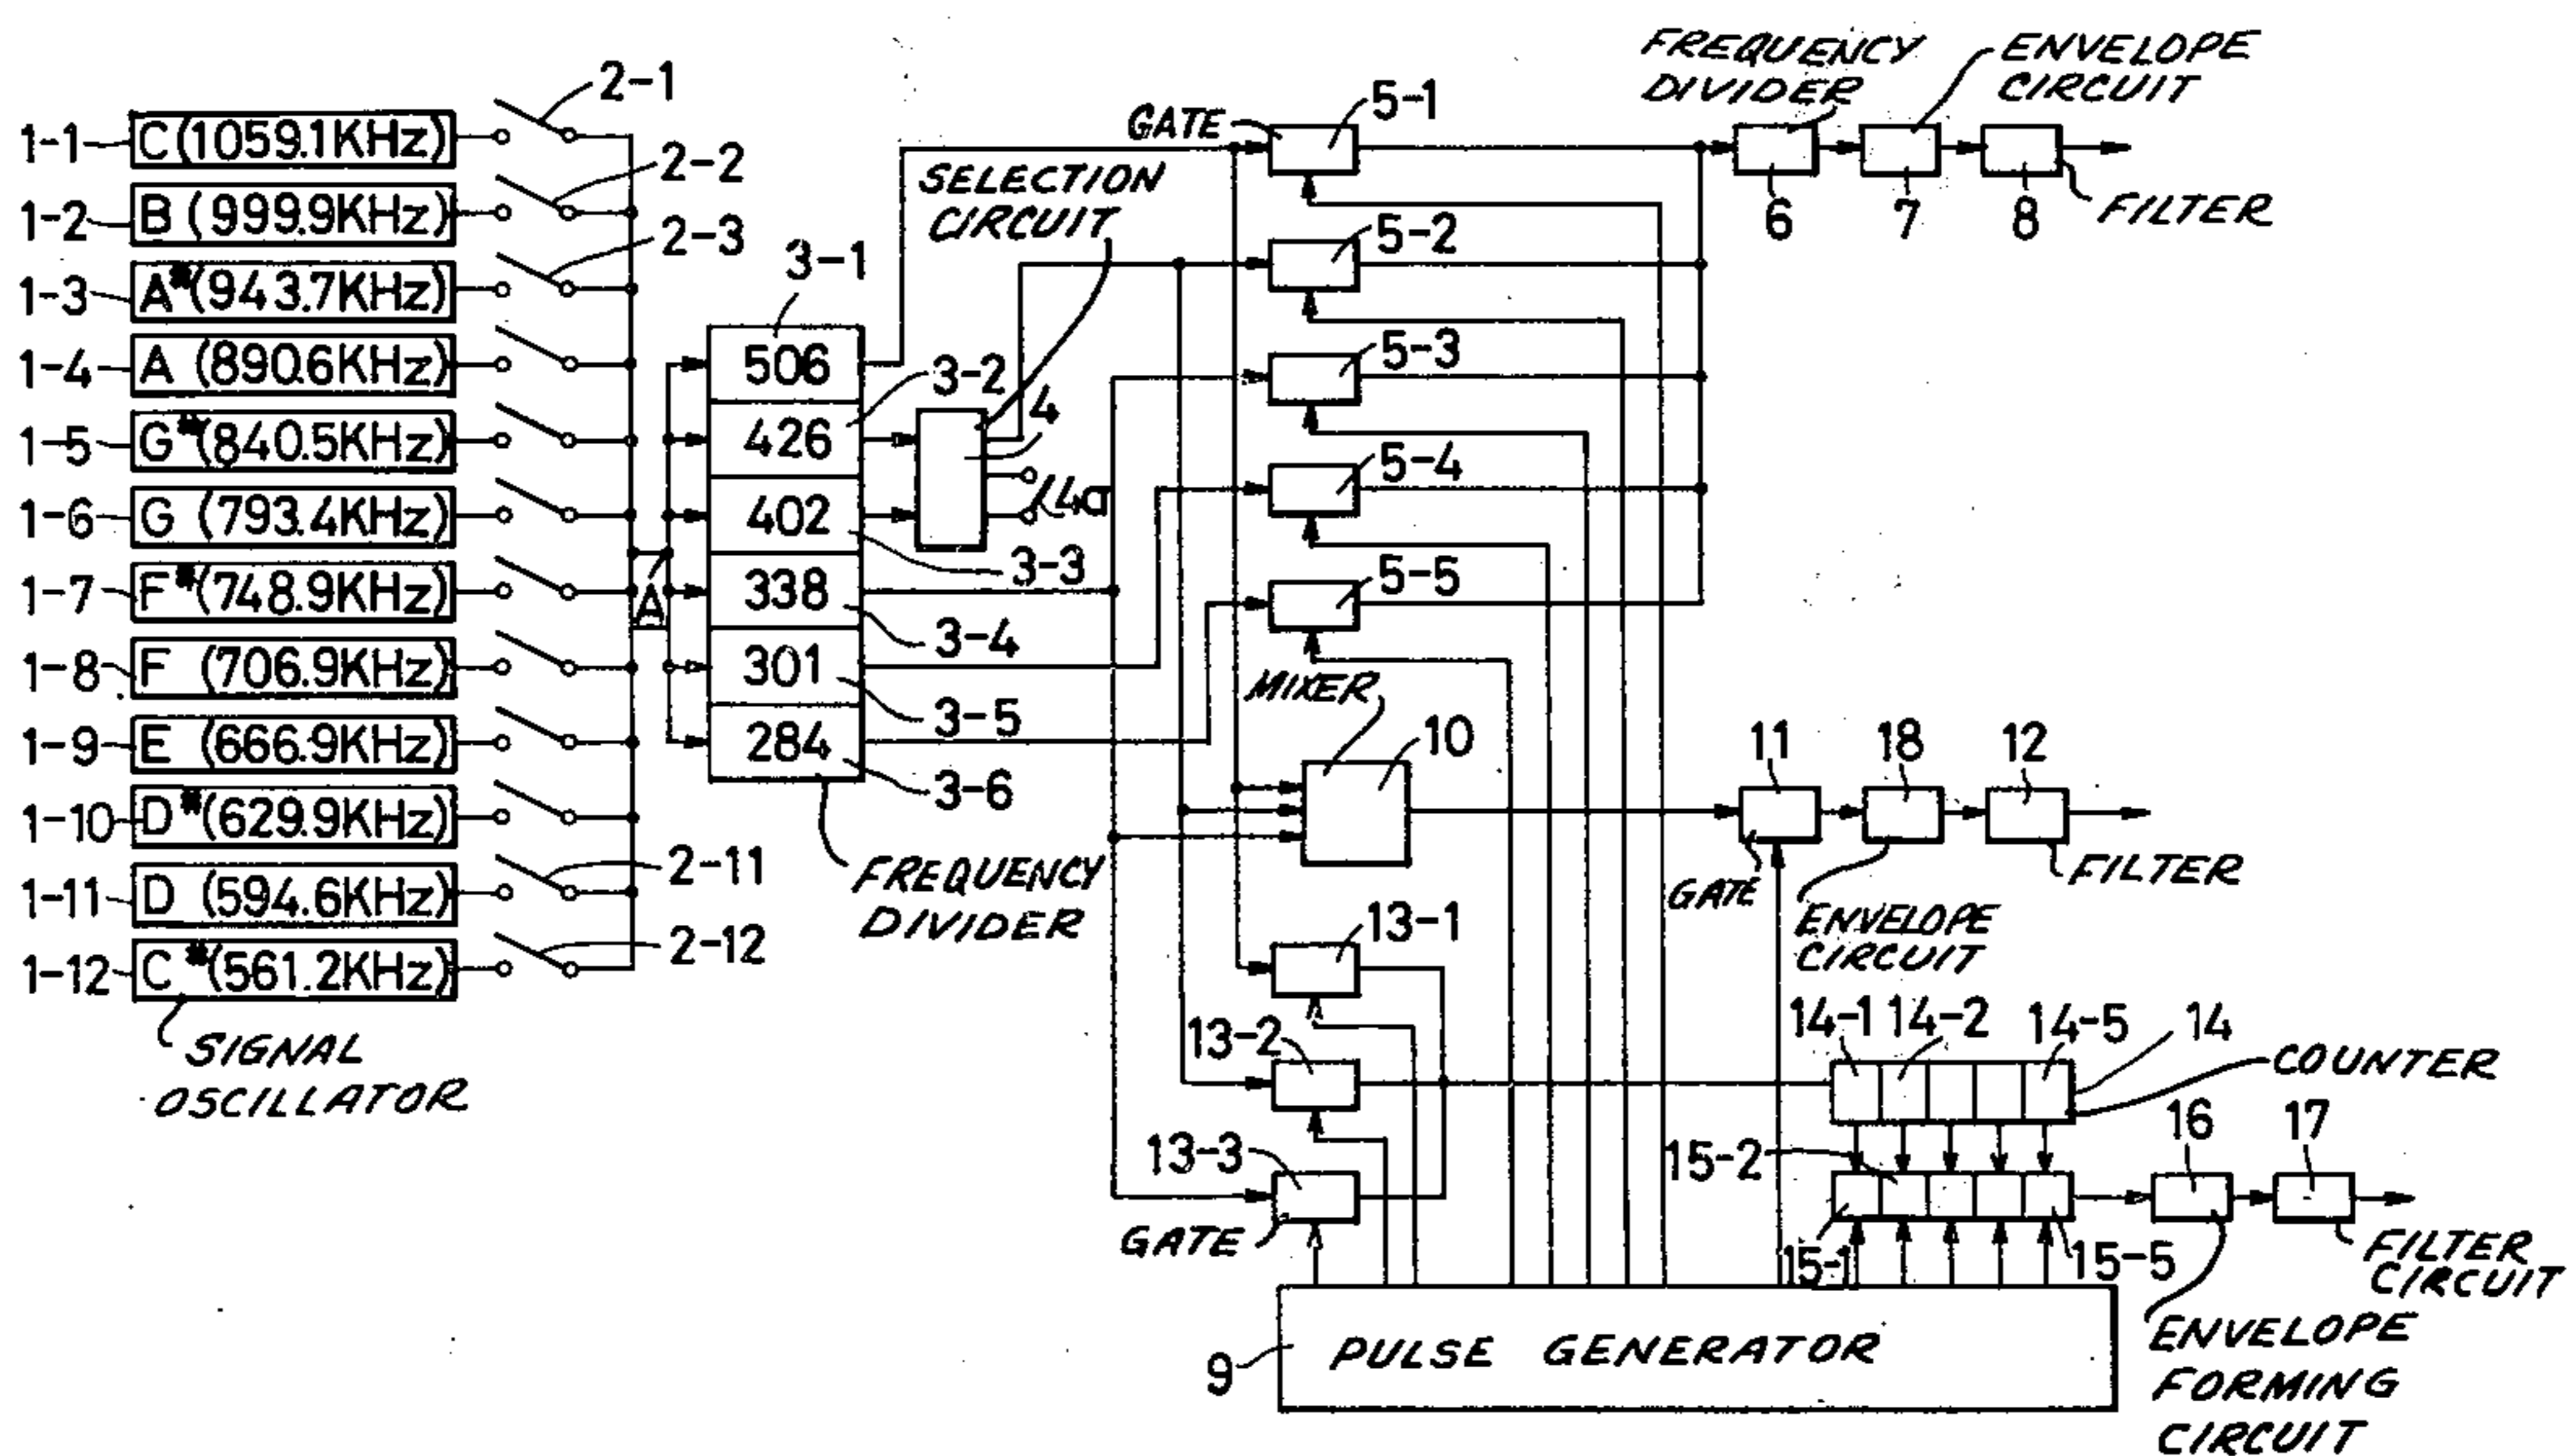 1-1 C (1059.1KHz) 2-1
1-2 B (999.9KHz) 2-2
1-3 A# (943.7KHz) 2-3
1-4 A (890.6KHz)
1-5 G# (840.5KHz)
1-6 G (793.4KHz)
1-7 F# (748.9KHz)
1-8 F (706.9KHz)
1-9 E (666.9KHz)
1-10 D# (629.9KHz)
1-11 D (594.6KHz) 2-11
1-12 C# (561.2KHz) 2-12
SIGNAL
OSCILLATOR
A
3-1
506
426 3-2
402 3-3
338 3-4
301 3-5
284 3-6
FREQUENCY
DIVIDER
SELECTION
CIRCUIT
4
4a
GATE 5-1
5-2
5-3
5-4
5-5
FREQUENCY
DIVIDER
6
ENVELOPE
CIRCUIT
7
8
FILTER
MIXER
10
11
GATE
18
ENVELOPE
CIRCUIT
12
FILTER
13-1
13-2
13-3
GATE
14-1 14-2 14-5 14
COUNTER
15-2
15-1
15-5
16
17
FILTER
CIRCUIT
ENVELOPE
FORMING
CIRCUIT
9 PULSE GENERATOR